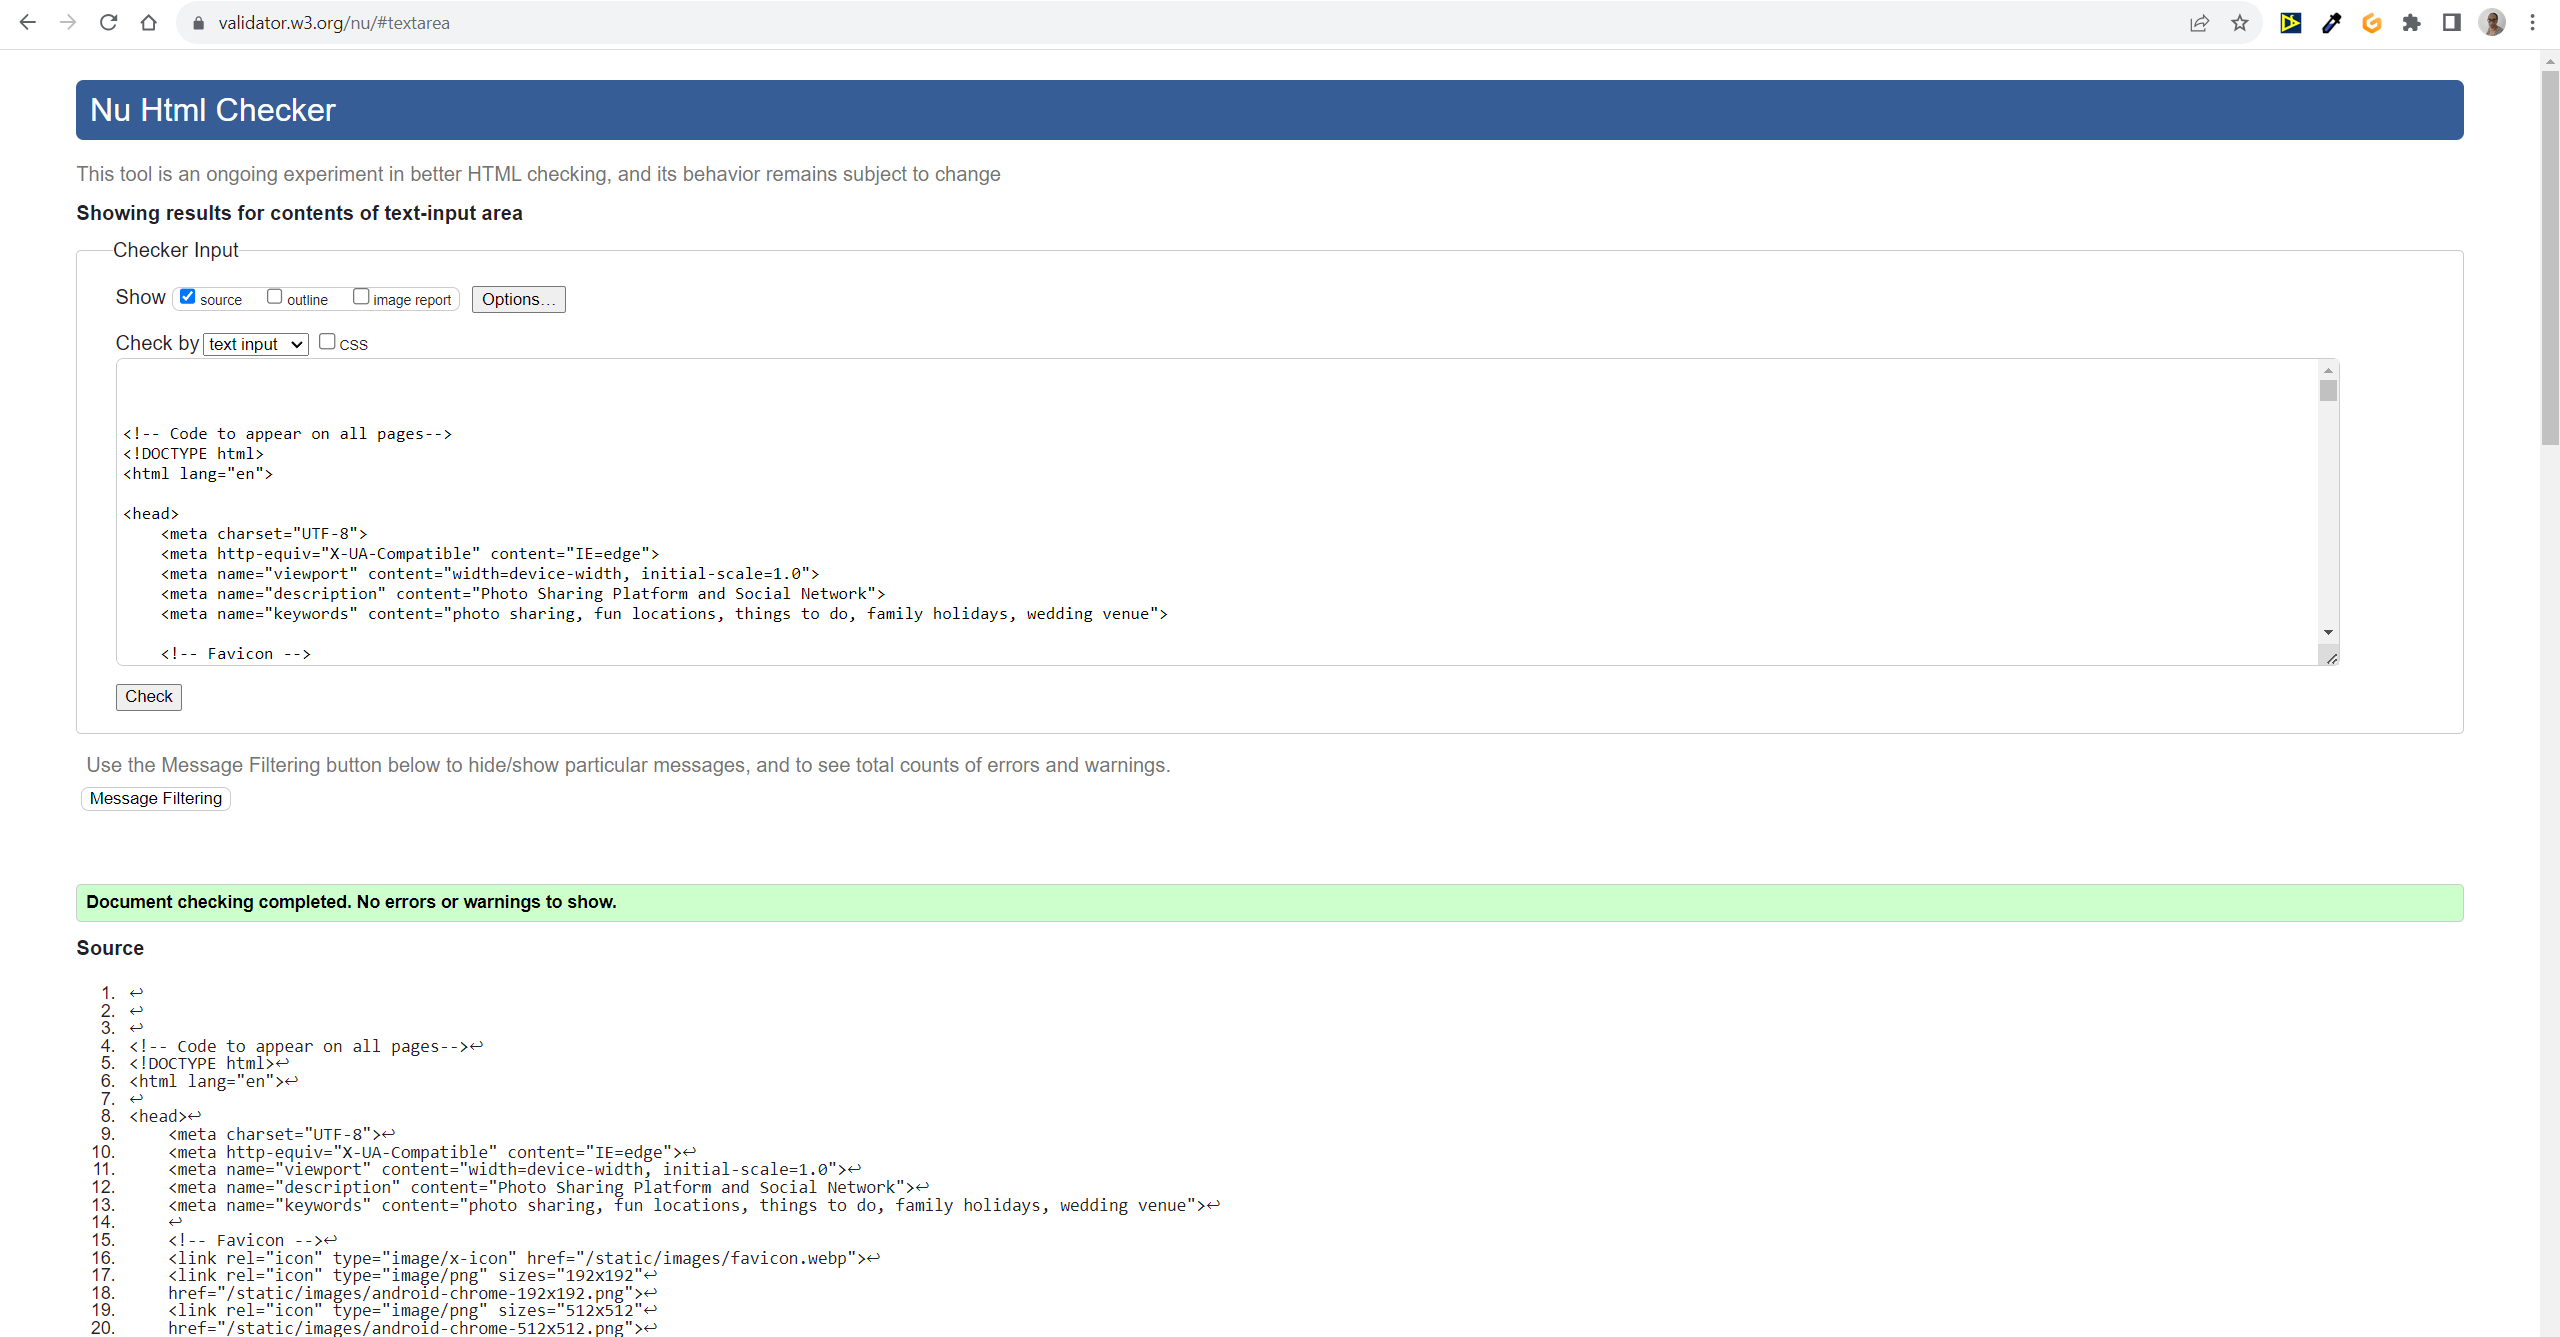 validator.w3.org/nu/#textarea
Nu Html Checker
This tool is an ongoing experiment in better HTML checking, and its behavior remains subject to change
Showing results for contents of text-input area
Checker Input
Show source outline image report Options...
Check by text input CSS
<!-- Code to appear on all pages-->
<!DOCTYPE html>
<html lang="en">
<head>
    <meta charset="UTF-8">
    <meta http-equiv="X-UA-Compatible" content="IE=edge">
    <meta name="viewport" content="width=device-width, initial-scale=1.0">
    <meta name="description" content="Photo Sharing Platform and Social Network">
    <meta name="keywords" content="photo sharing, fun locations, things to do, family holidays, wedding venue">
    <!-- Favicon -->
Check
Use the Message Filtering button below to hide/show particular messages, and to see total counts of errors and warnings.
Message Filtering
Document checking completed. No errors or warnings to show.
Source
1. ↩
2. ↩
3. ↩
4. <!-- Code to appear on all pages-->↩
5. <!DOCTYPE html>↩
6. <html lang="en">↩
7. ↩
8. <head>↩
9.     <meta charset="UTF-8">↩
10.     <meta http-equiv="X-UA-Compatible" content="IE=edge">↩
11.     <meta name="viewport" content="width=device-width, initial-scale=1.0">↩
12.     <meta name="description" content="Photo Sharing Platform and Social Network">↩
13.     <meta name="keywords" content="photo sharing, fun locations, things to do, family holidays, wedding venue">↩
14.     ↩
15.     <!-- Favicon -->↩
16.     <link rel="icon" type="image/x-icon" href="/static/images/favicon.webp">↩
17.     <link rel="icon" type="image/png" sizes="192x192"↩
18.     href="/static/images/android-chrome-192x192.png">↩
19.     <link rel="icon" type="image/png" sizes="512x512"↩
20.     href="/static/images/android-chrome-512x512.png">↩